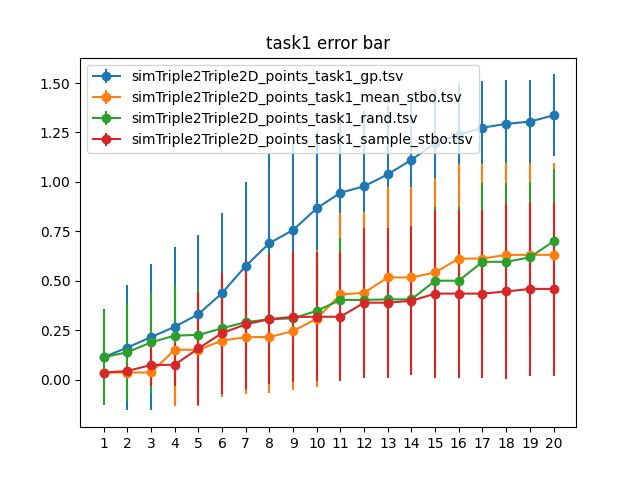 task1 error bar
simTriple2Triple2D_points_task1_gp.tsv
simTriple2Triple2D_points_task1_mean_stbo.tsv
simTriple2Triple2D_points_task1_rand.tsv
simTriple2Triple2D_points_task1_sample_stbo.tsv
1.50
1.25
1.00
0.75
0.50
0.25
0.00
1 2 3 4 5 6 7 8 9 10 11 12 13 14 15 16 17 18 19 20